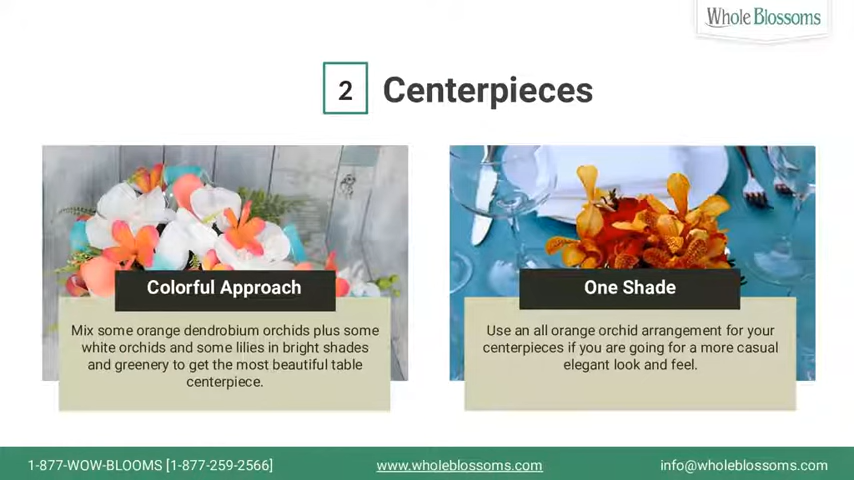 Whole Blossoms
2 Centerpieces
Colorful Approach
Mix some orange dendrobium orchids plus some
white orchids and some lilies in bright shades
and greenery to get the most beautiful table
centerpiece.
One Shade
Use an all orange orchid arrangement for your
centerpieces if you are going for a more casual
elegant look and feel.
1-877-WOW-BLOOMS [1-877-259-2566] www.wholeblossoms.com info@wholeblossoms.com